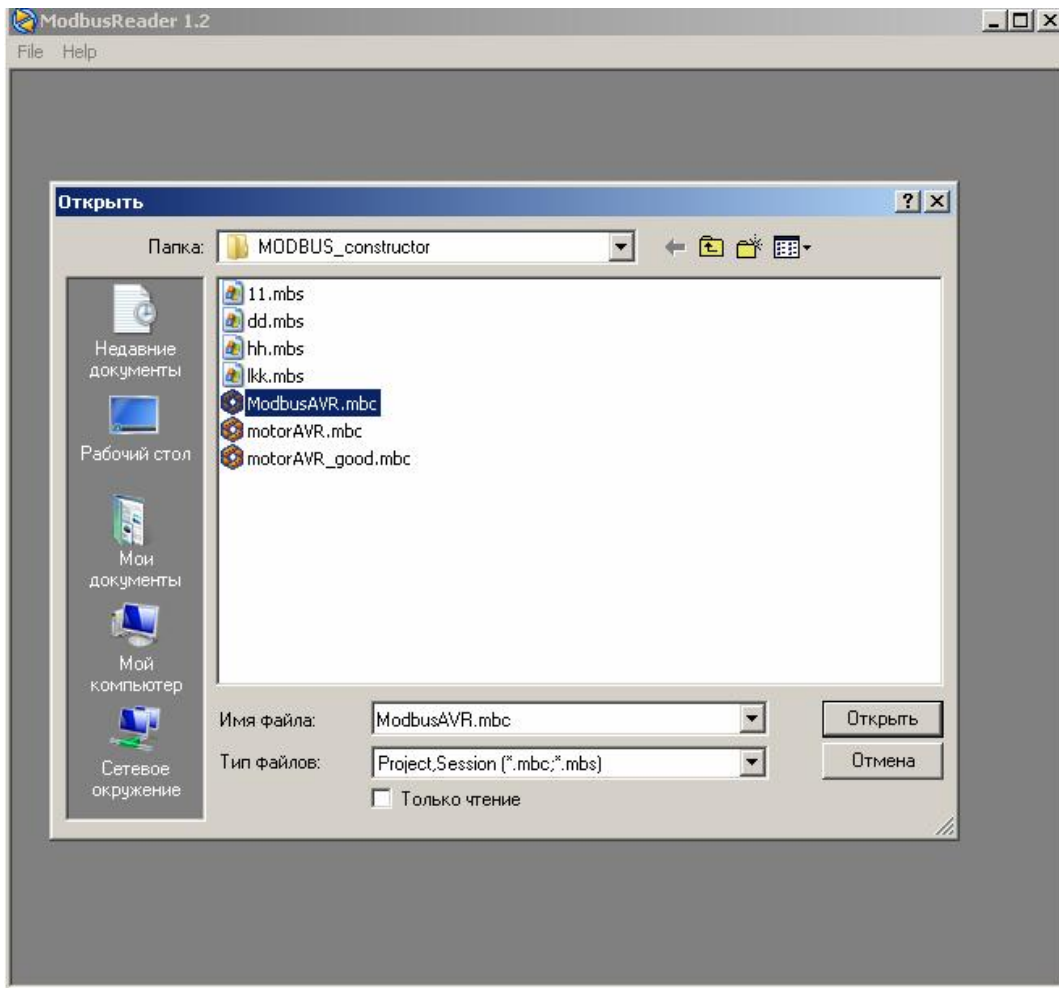 ModbusReader 1.2
File Help
Открыть
Папка: MODBUS_constructor
11.mbs
dd.mbs
hh.mbs
lkk.mbs
ModbusAVR.mbc
motorAVR.mbc
motorAVR_good.mbc
Недавние
документы
Рабочий стол
Мои
документы
Мой
компьютер
Сетевое
окружение
Имя файла: ModbusAVR.mbc Открыть
Тип файлов: Project,Session (*.mbc;*.mbs) Отмена
Только чтение